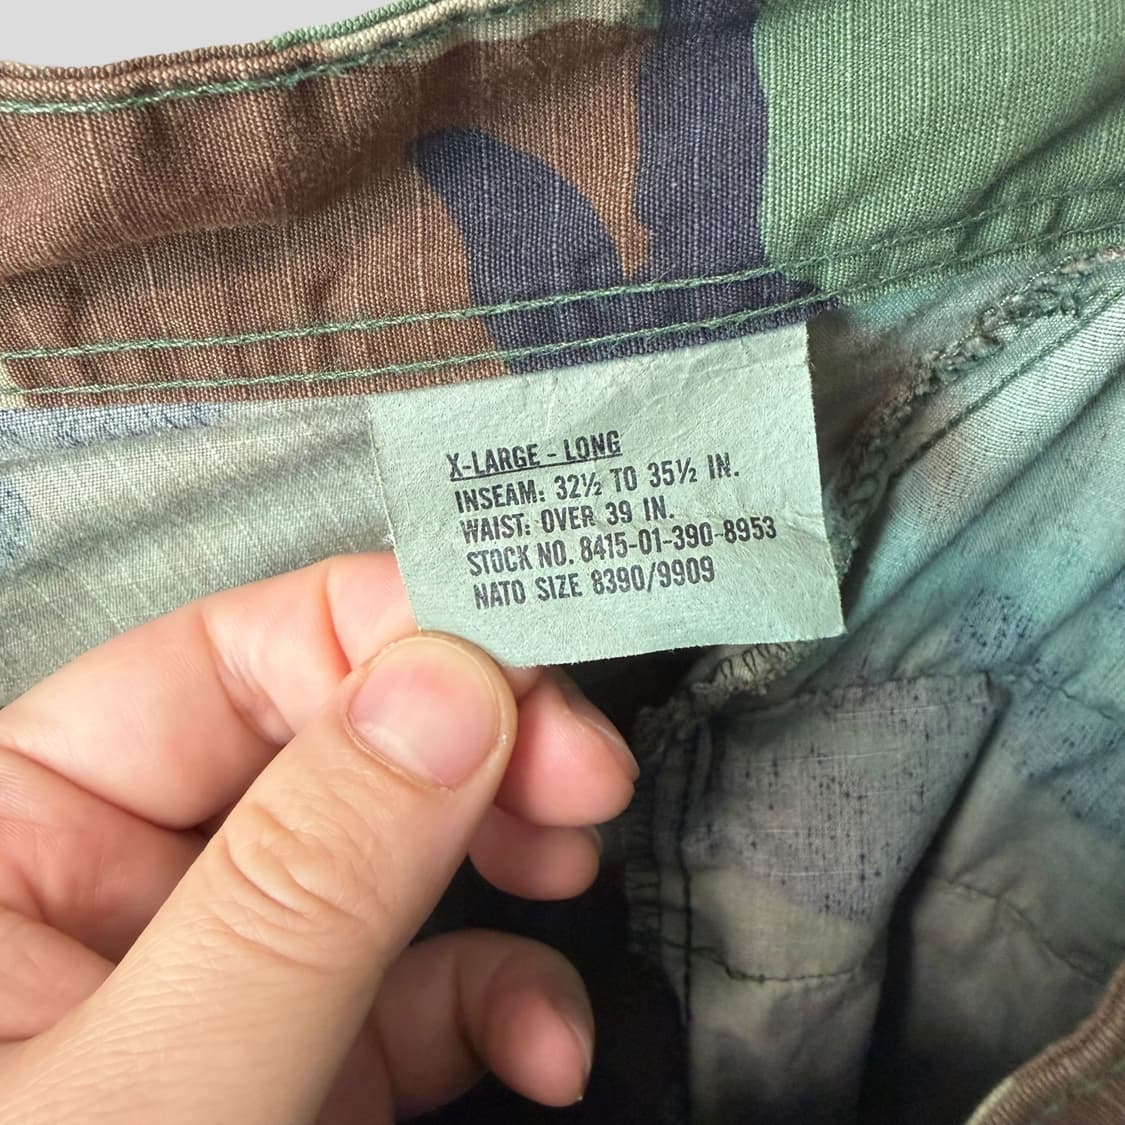 X-LARGE - LONG
INSEAM: 32½ TO 35½ IN.
WAIST: OVER 39 IN.
STOCK NO. 8415-01-390-8953
NATO SIZE 8390/9909